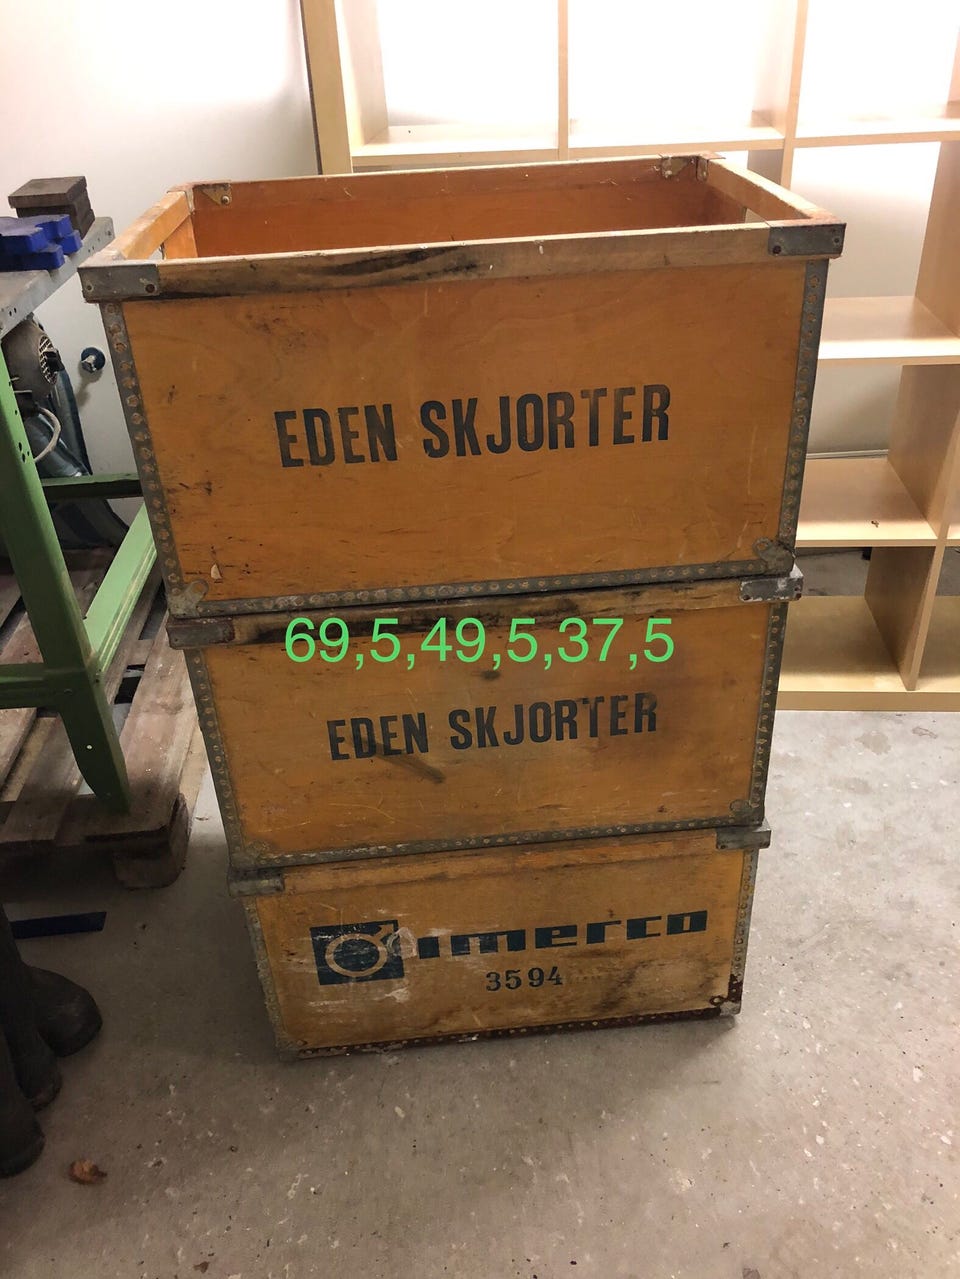 EDEN SKJORTER
69,5,49,5,37,5
EDEN SKJORTER
imerco
3594